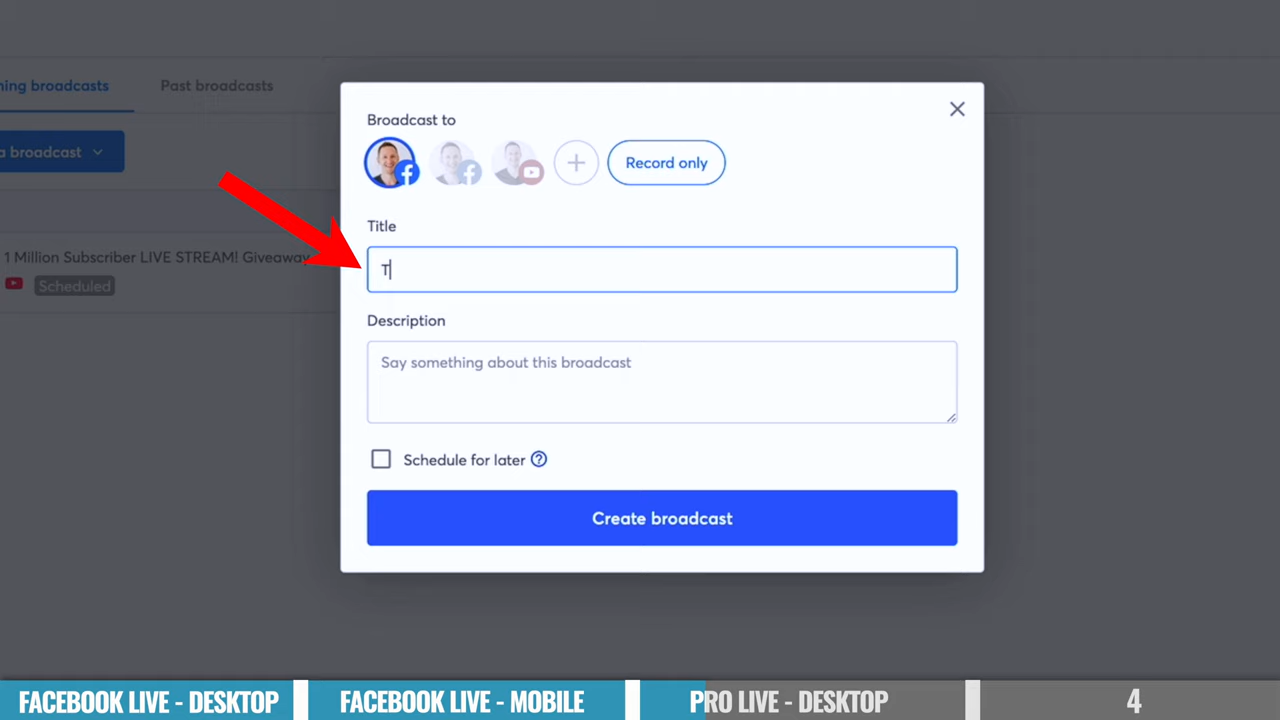 ning broadcasts
Past broadcasts
a broadcast
1 Million Subscriber LIVE STREAM! Giveaway
Scheduled
Broadcast to
Record only
Title
T
Description
Say something about this broadcast
Schedule for later
Create broadcast
FACEBOOK LIVE - DESKTOP
FACEBOOK LIVE - MOBILE
PRO LIVE - DESKTOP
4